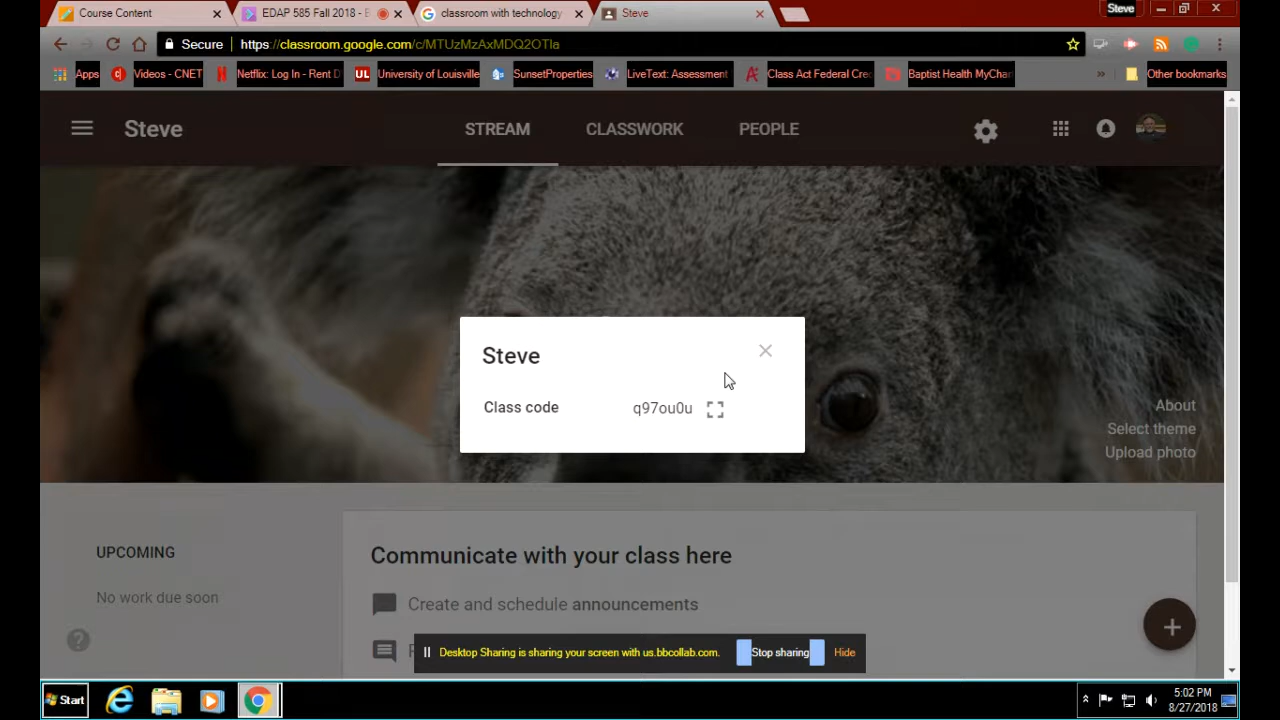 Course Content
EDAP 585 Fall 2018 - B
classroom with technology
Steve
Steve
Secure
https://classroom.google.com/c/MTUzMzAxMDQ2OTIa
Apps
Videos - CNET
Netflix: Log In - Rent D
UL University of Louisville
SunsetProperties
LiveText: Assessment
Class Act Federal Cre
Baptist Health MyChar
»
Other bookmarks
Steve
STREAM
CLASSWORK
PEOPLE
Steve
Class code
q97ou0u
About
Select theme
Upload photo
UPCOMING
No work due soon
Communicate with your class here
Create and schedule announcements
Desktop Sharing is sharing your screen with us.bbcollab.com.
Stop sharing
Hide
Start
5:02 PM
8/27/2018